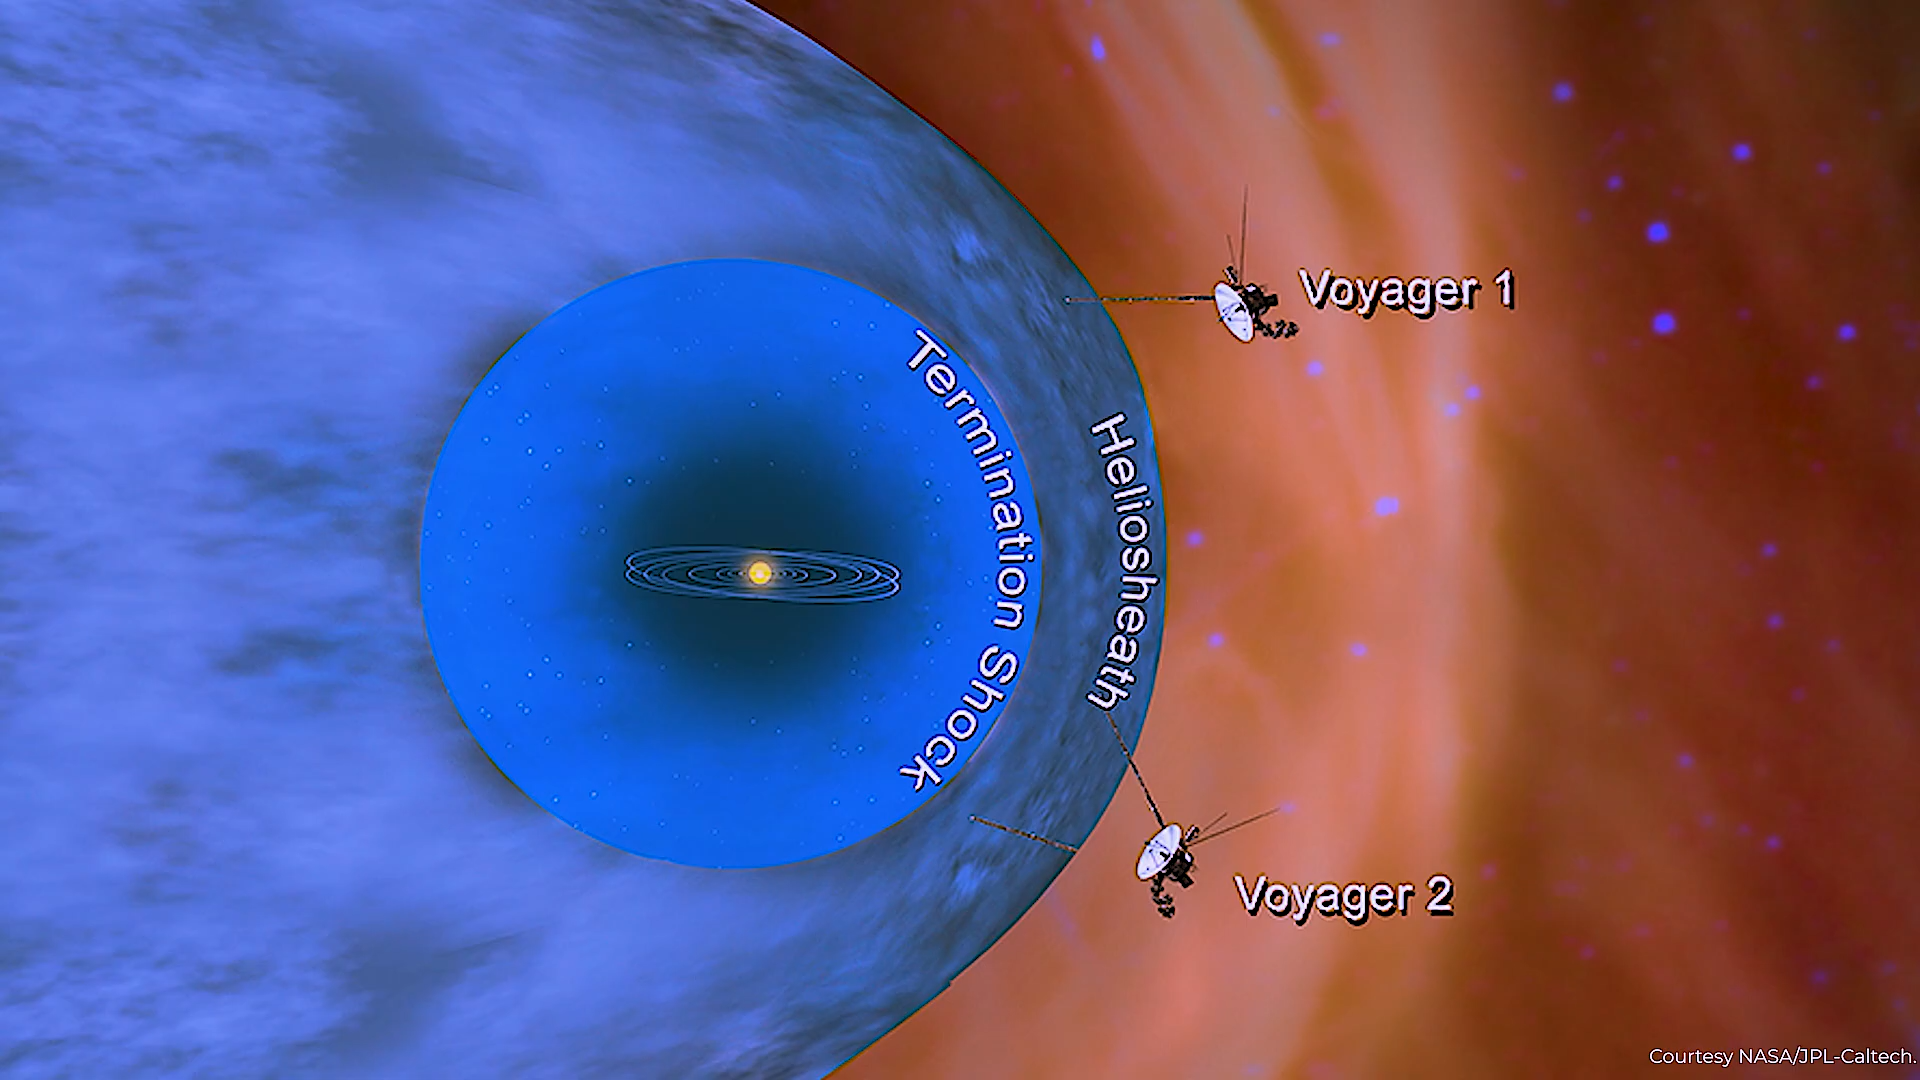 Voyager 1
Termination Shock
Heliosheath
Voyager 2
Courtesy NASA/JPL-Caltech.